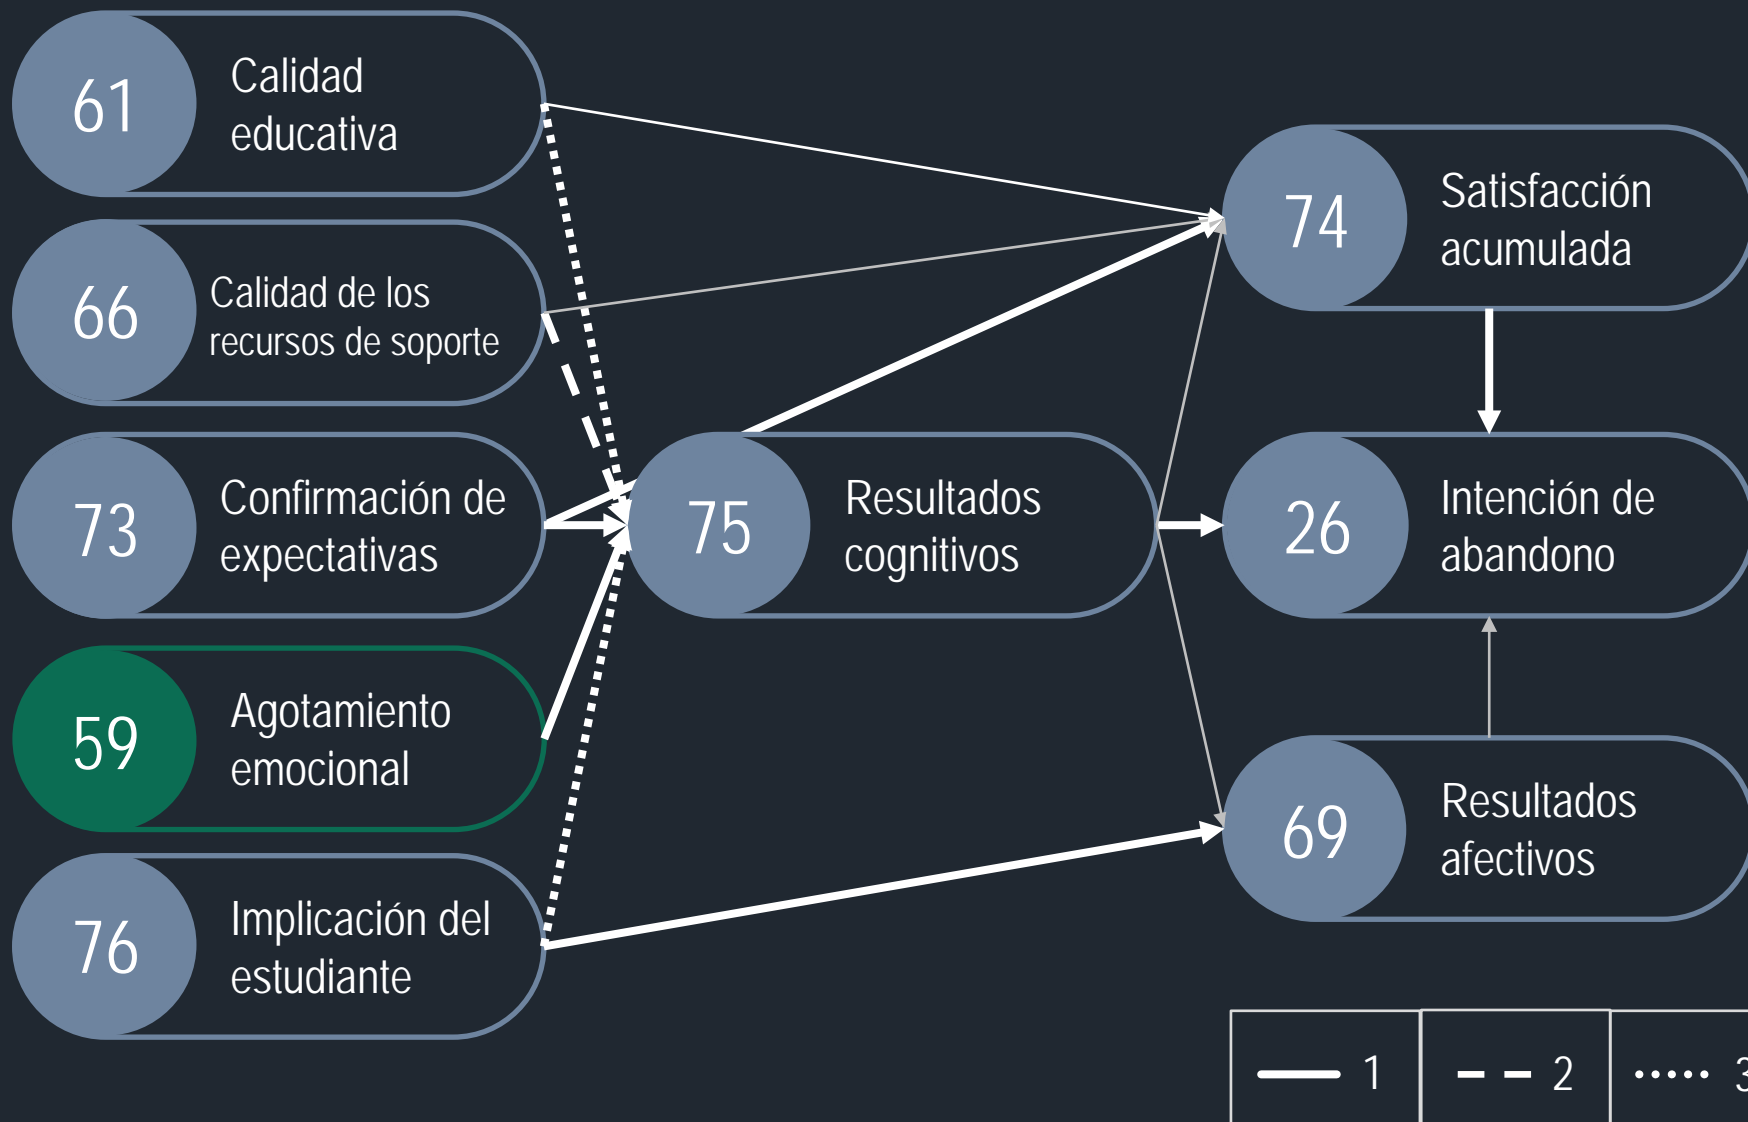 61
Calidad
educativa
66
Calidad de los
recursos de soporte
73
Confirmación de
expectativas
59
Agotamiento
emocional
76
Implicación del
estudiante
75
Resultados
cognitivos
74
Satisfacción
acumulada
26
Intención de
abandono
69
Resultados
afectivos
1
2
3